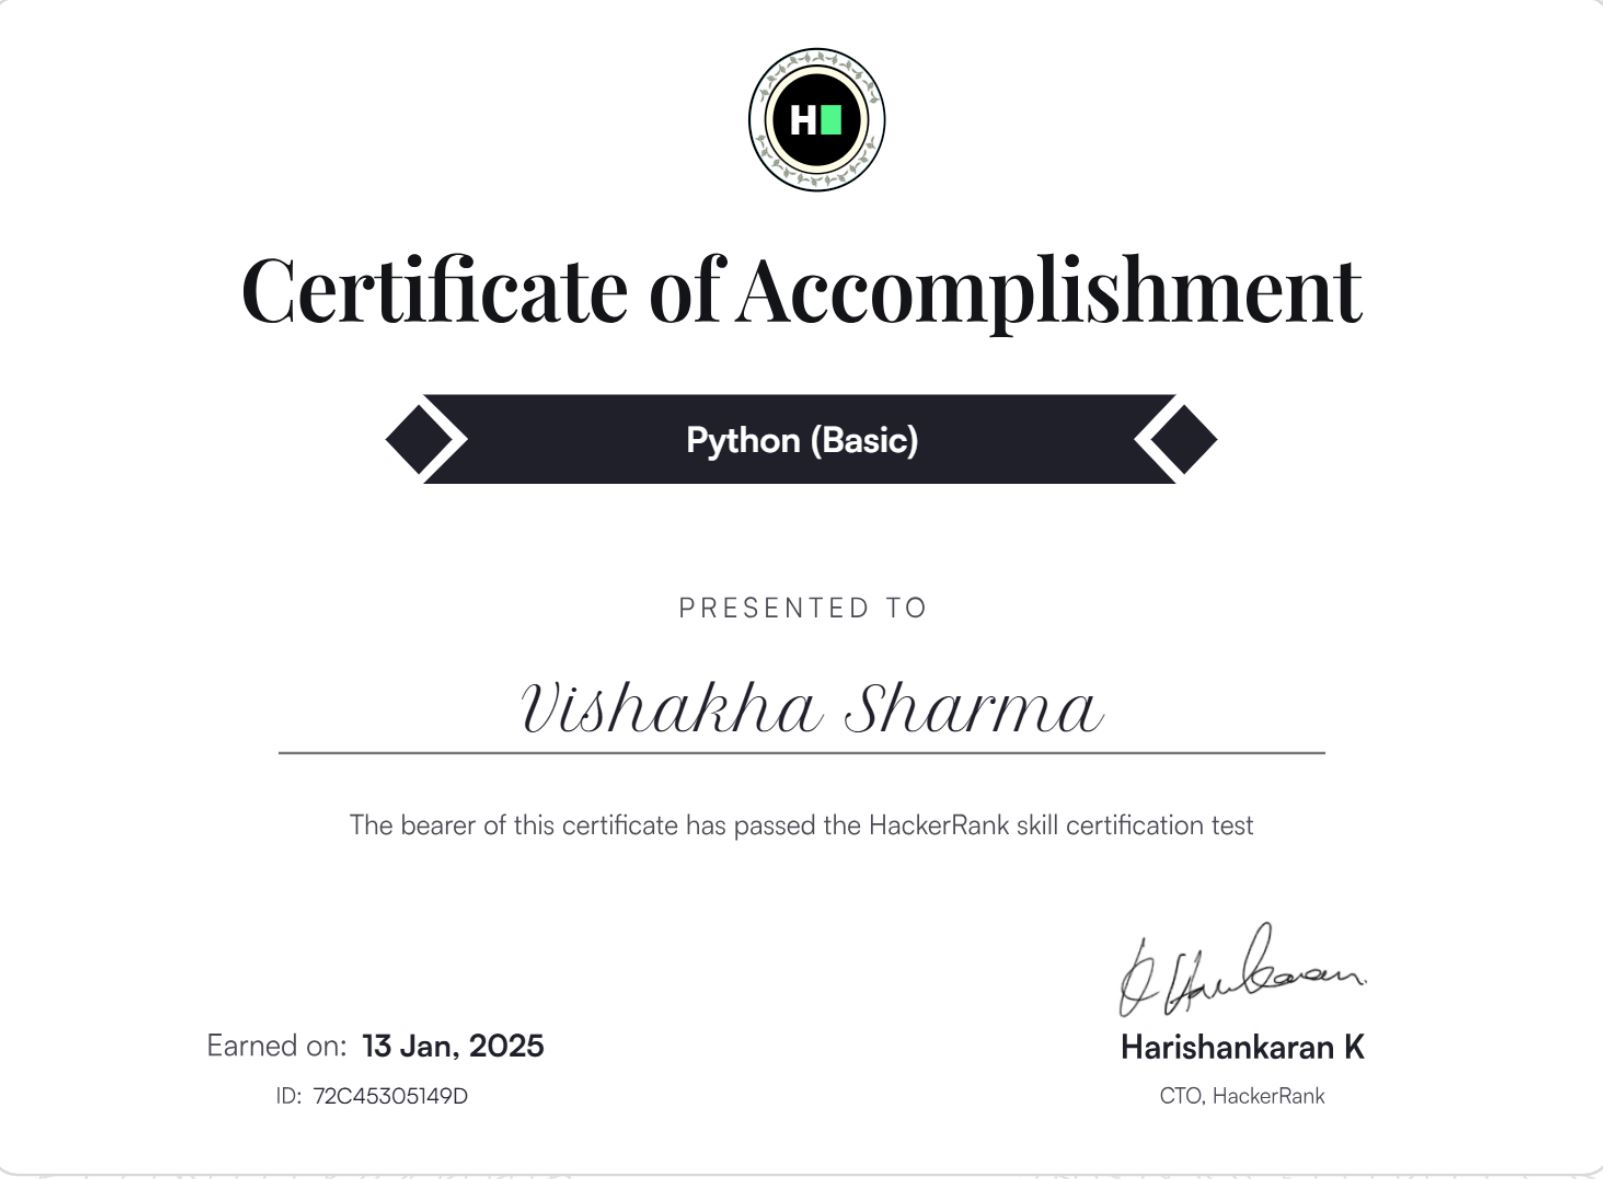 H
Certificate of Accomplishment
Python (Basic)
PRESENTED TO
Vishakha Sharma
The bearer of this certificate has passed the HackerRank skill certification test
Earned on: 13 Jan, 2025
ID: 72C45305149D
Harishankaran K
CTO, HackerRank